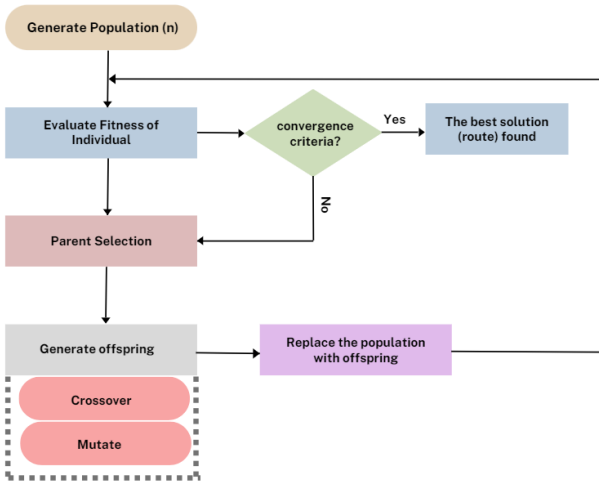 Generate Population (n)
Evaluate Fitness of
Individual
convergence
criteria?
Yes
The best solution
(route) found
No
Parent Selection
Generate offspring
Replace the population
with offspring
Crossover
Mutate